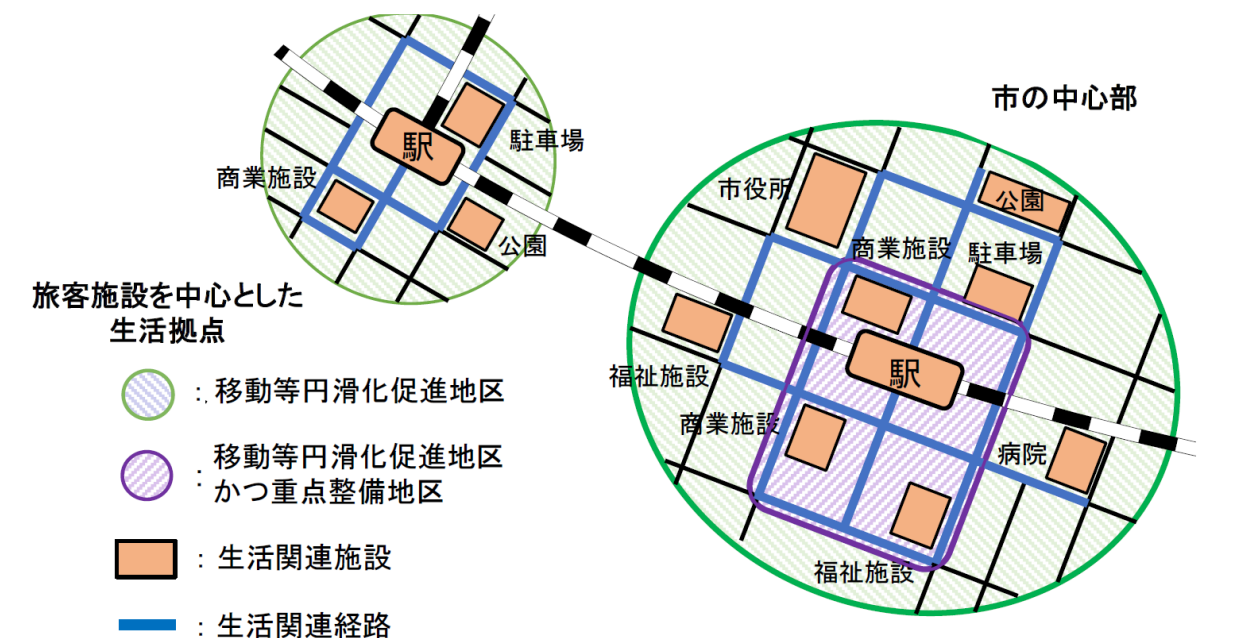 市の中心部
駅
駐車場
商業施設
公園
市役所
公園
商業施設
駐車場
福祉施設
駅
商業施設
病院
福祉施設
旅客施設を中心とした
生活拠点
：移動等円滑化促進地区
：移動等円滑化促進地区
かつ重点整備地区
：生活関連施設
：生活関連経路